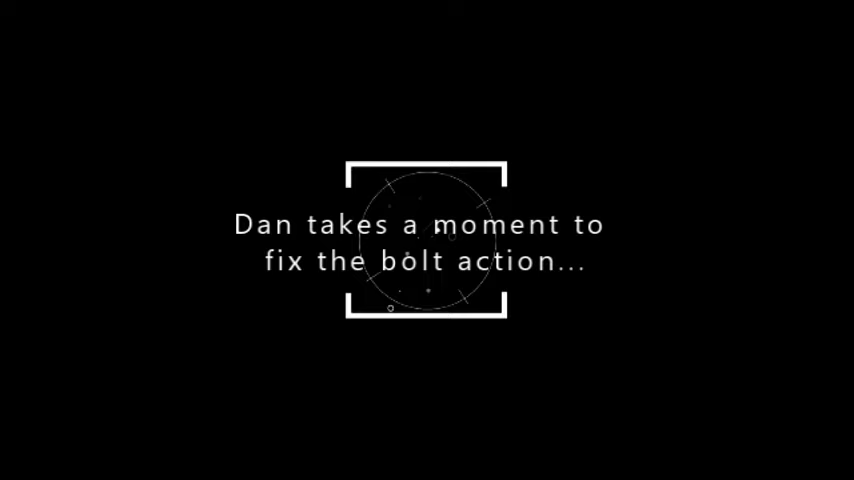 Dan takes a moment to
fix the bolt action...